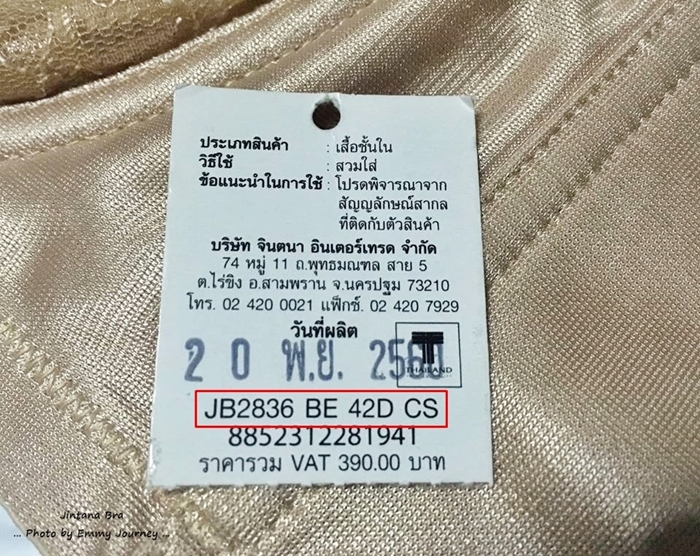 ประเภทสินค้า : เสื้อชั้นใน
วิธีใช้ : สวมใส่
ข้อแนะนำในการใช้ : โปรดพิจารณาจาก
สัญญลักษณ์สากล
ที่ติดกับตัวสินค้า
บริษัท จินตนา อินเตอร์เทรด จำกัด
74 หมู่ 11 ถ.พุทธมณฑล สาย 5
ต.ไร่ขิง อ.สามพราน จ.นครปฐม 73210
โทร. 02 420 0021 แฟ็กซ์. 02 420 7929
วันที่ผลิต
20 พ.ย. 2560
THAILAND
JB2836 BE 42D CS
8852312281941
ราคารวม VAT 390.00 บาท
Jintana Bra
... Photo by Emmy Journey ...